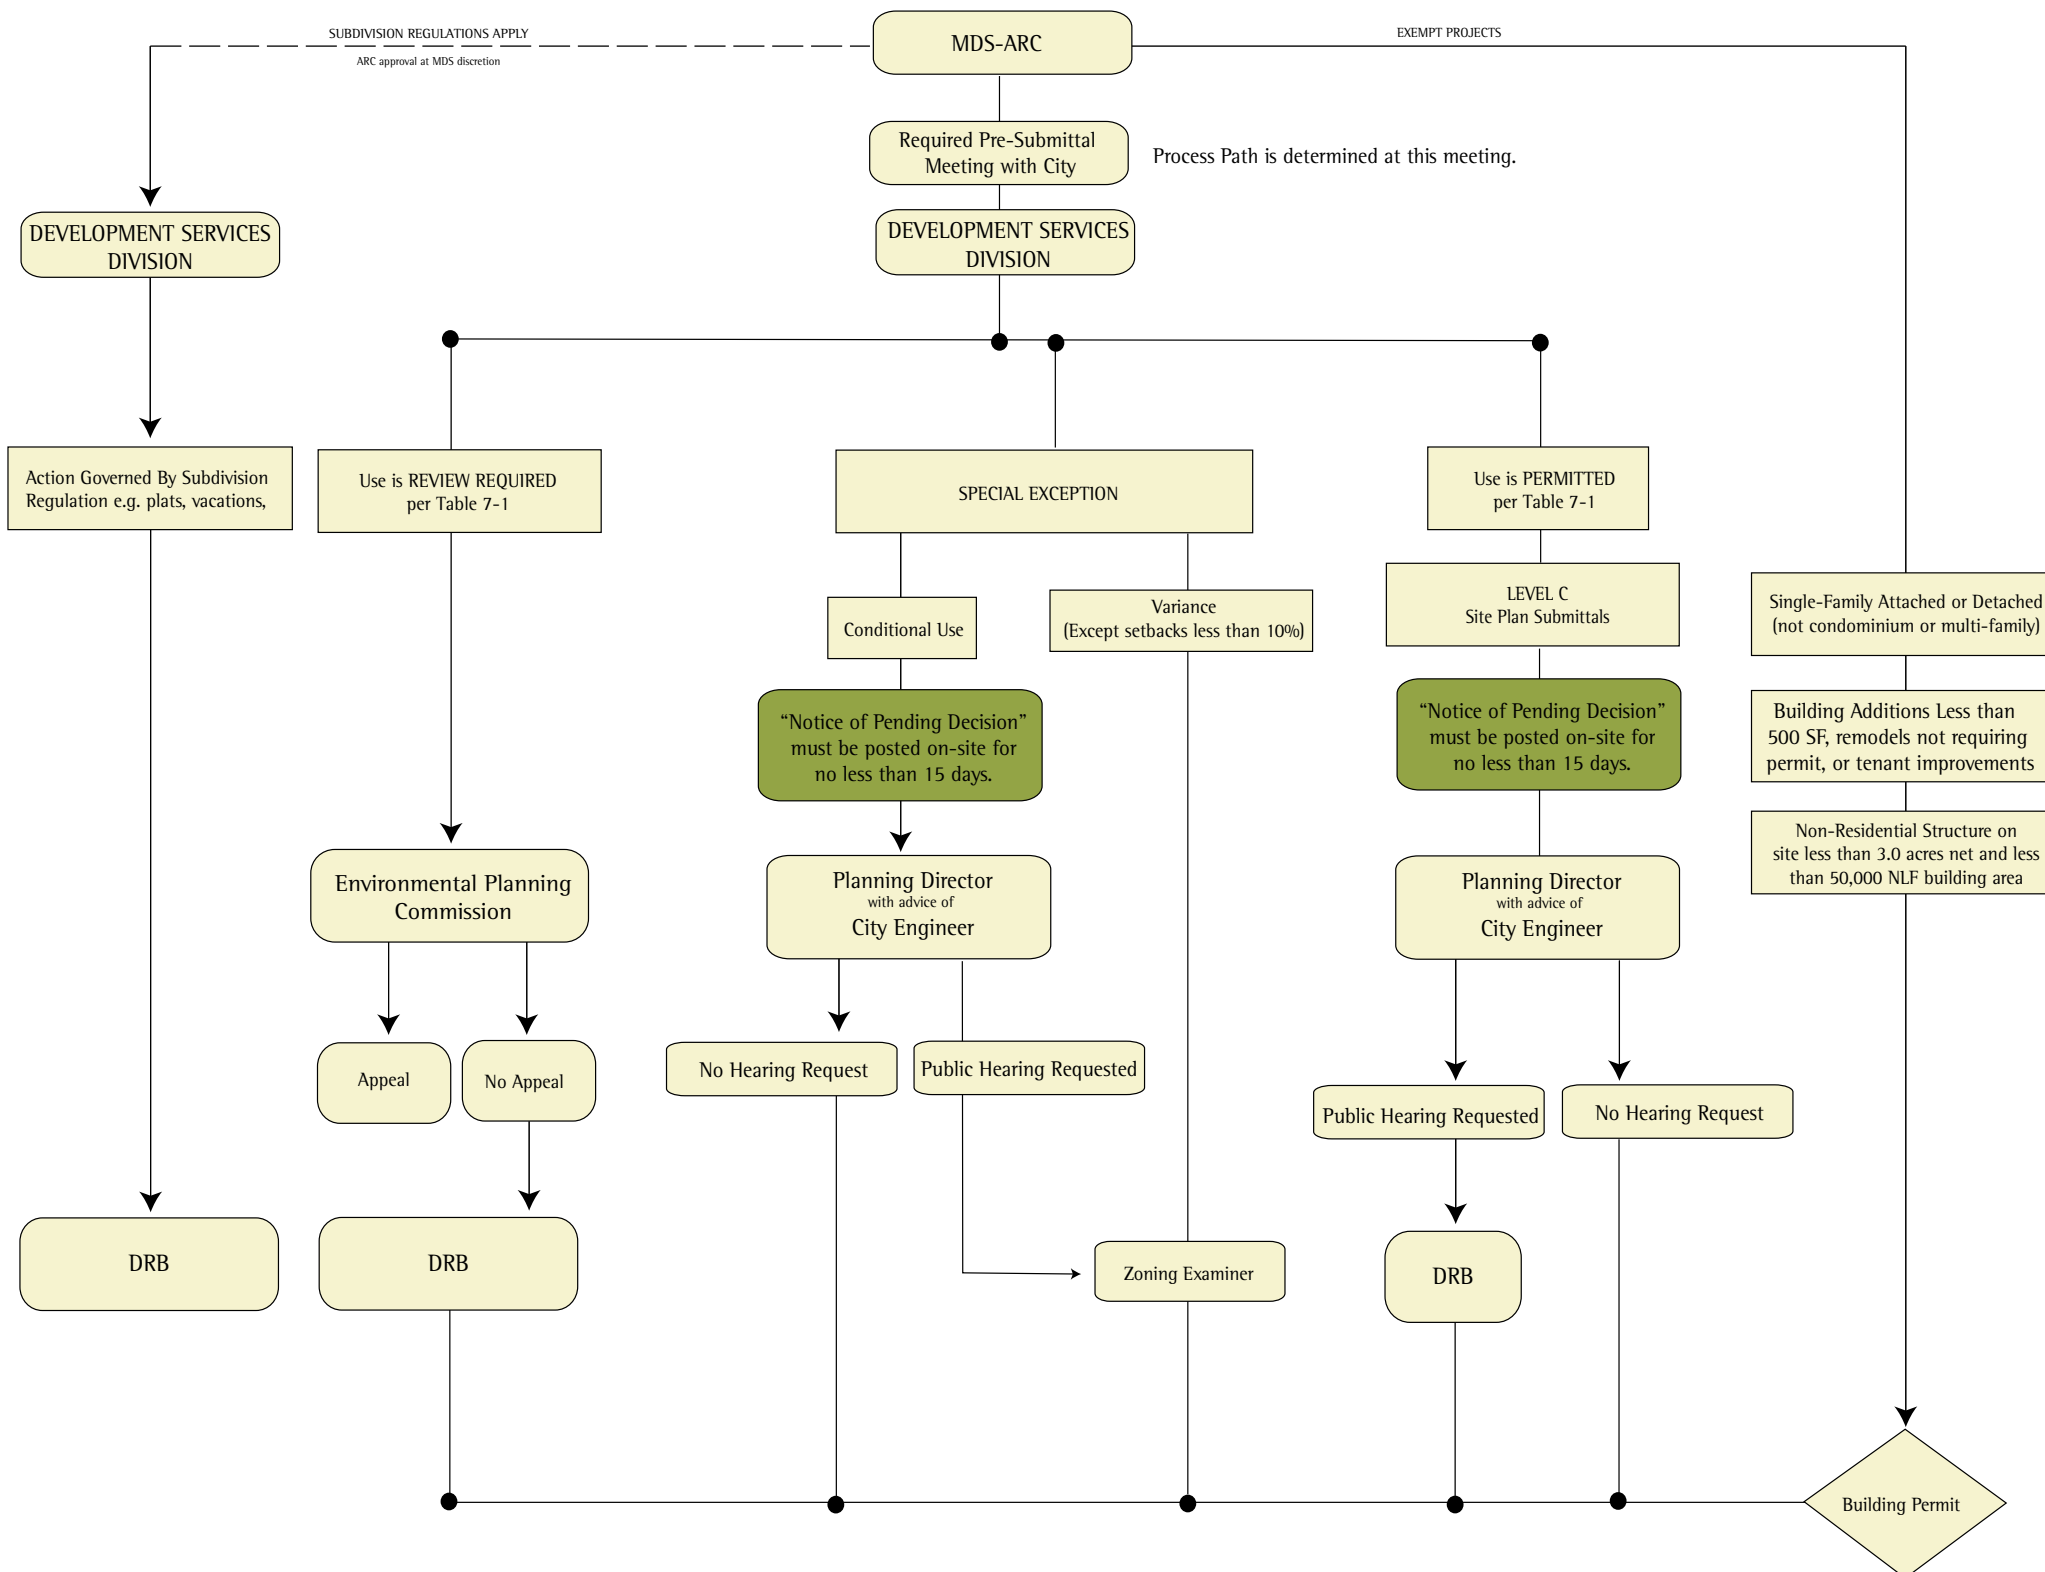 SUBDIVISION REGULATIONS APPLY
ARC approval at MDS discretion
MDS-ARC
EXEMPT PROJECTS
Required Pre-Submittal
Meeting with City
Process Path is determined at this meeting.
DEVELOPMENT SERVICES
DIVISION
DEVELOPMENT SERVICES
DIVISION
Action Governed By Subdivision
Regulation e.g. plats, vacations,
Use is REVIEW REQUIRED
per Table 7-1
SPECIAL EXCEPTION
Use is PERMITTED
per Table 7-1
Conditional Use
Variance
(Except setbacks less than 10%)
LEVEL C
Site Plan Submittals
Single-Family Attached or Detached
(not condominium or multi-family)
“Notice of Pending Decision”
must be posted on-site for
no less than 15 days.
“Notice of Pending Decision”
must be posted on-site for
no less than 15 days.
Building Additions Less than
500 SF, remodels not requiring
permit, or tenant improvements
Non-Residential Structure on
site less than 3.0 acres net and less
than 50,000 NLF building area
Environmental Planning
Commission
Planning Director
with advice of
City Engineer
Planning Director
with advice of
City Engineer
Appeal
No Appeal
No Hearing Request
Public Hearing Requested
Public Hearing Requested
No Hearing Request
DRB
DRB
Zoning Examiner
DRB
Building Permit